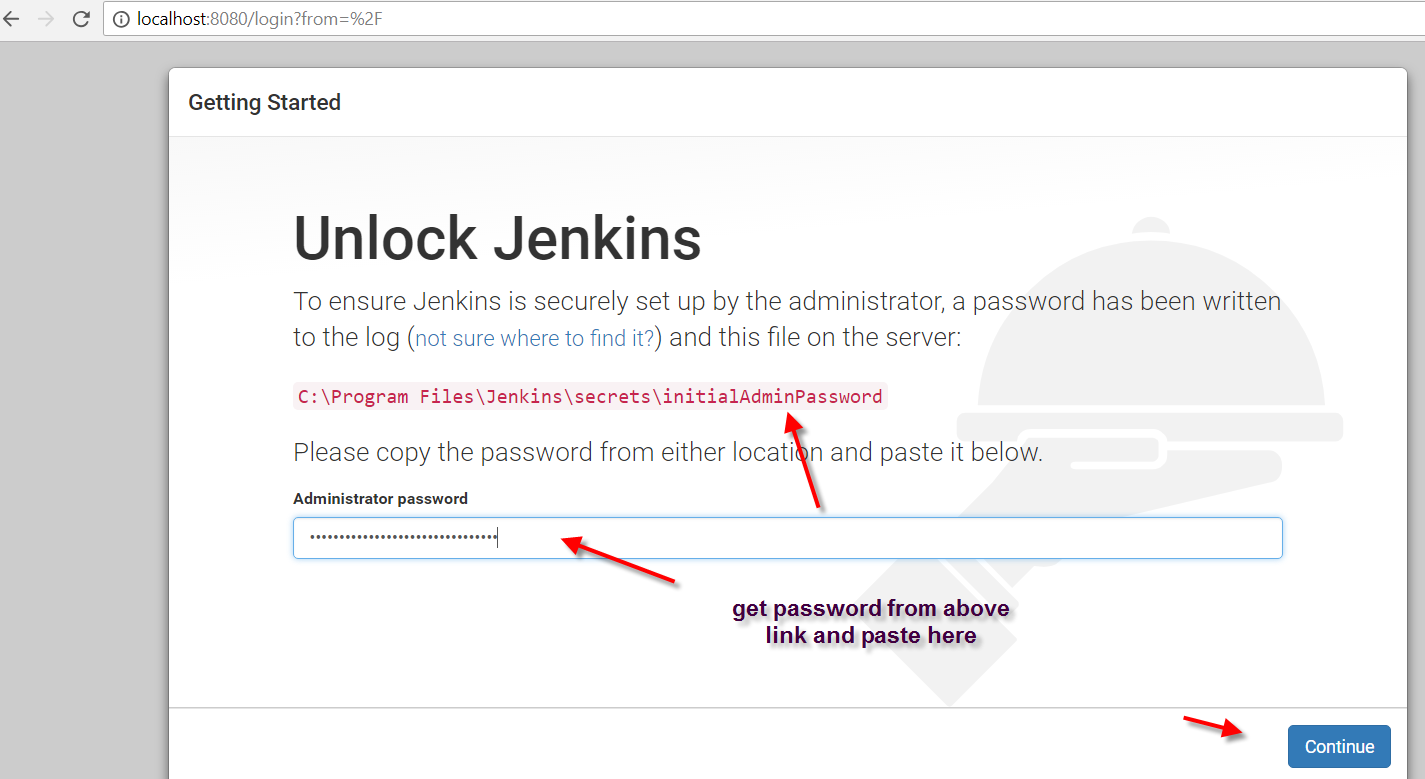 localhost:8080/login?from=%2F
Getting Started
Unlock Jenkins
To ensure Jenkins is securely set up by the administrator, a password has been written
to the log (not sure where to find it?) and this file on the server:
C:\Program Files\Jenkins\secrets\initialAdminPassword
Please copy the password from either location and paste it below.
Administrator password
get password from above
link and paste here
Continue